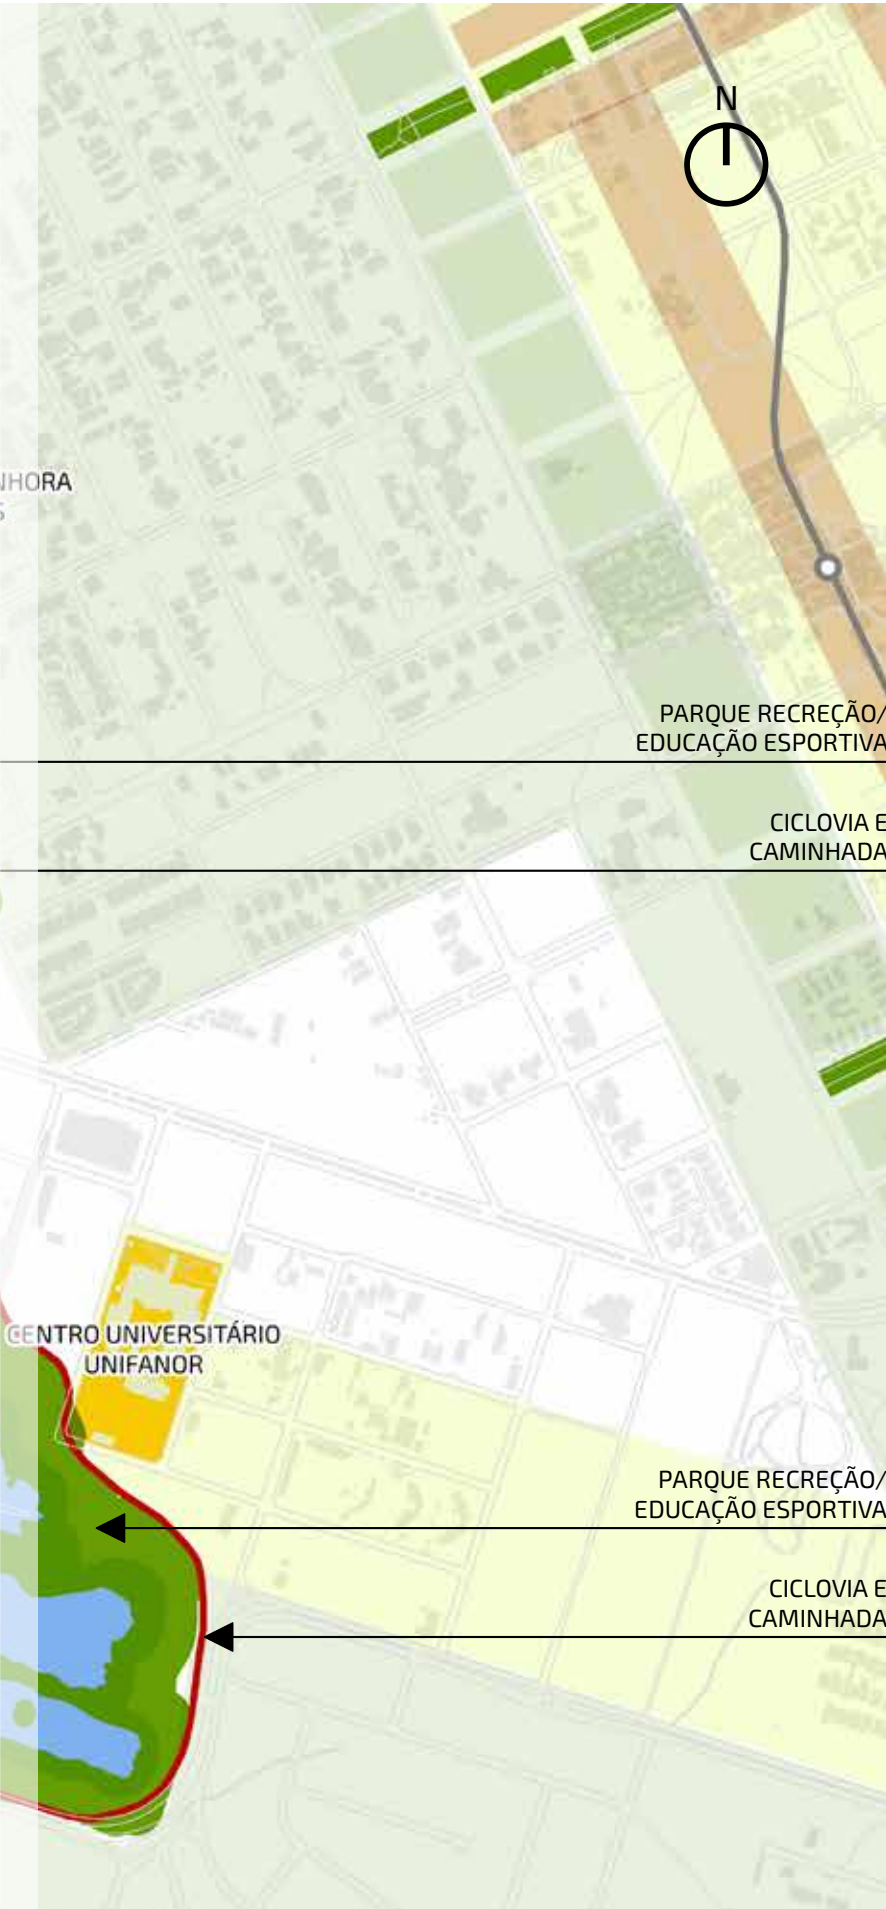 N
NHORA
S
PARQUE RECREÇÃO/
EDUCAÇÃO ESPORTIVA
CICLOVIA E
CAMINHADA
CENTRO UNIVERSITÁRIO
UNIFANOR
PARQUE RECREÇÃO/
EDUCAÇÃO ESPORTIVA
CICLOVIA E
CAMINHADA